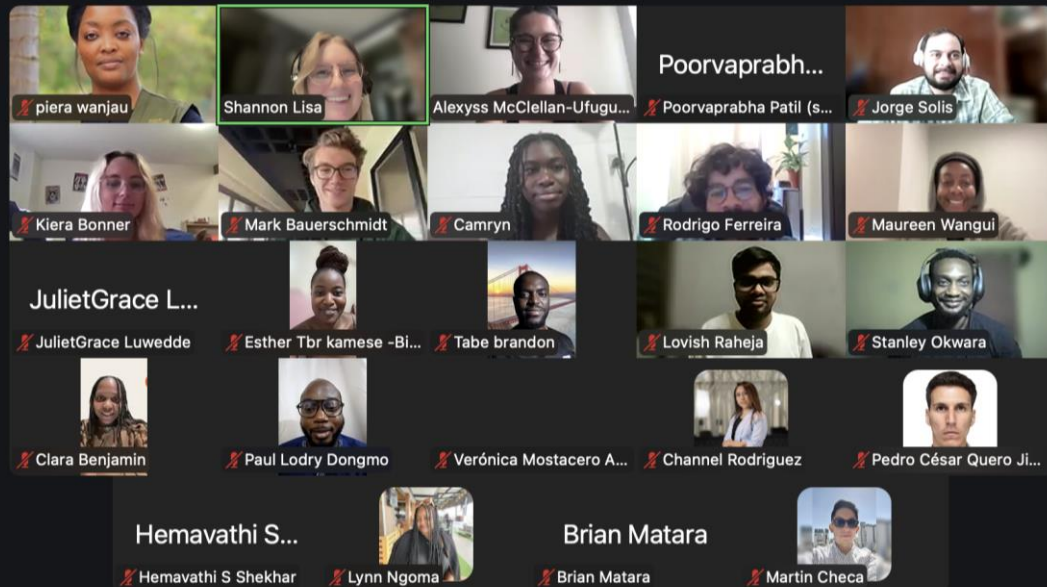 piera wanjau
Shannon Lisa
Alexyss McClellan-Ufugu...
Poorvaprabh...
Poorvaprabha Patil (s...
Jorge Solis
Kiera Bonner
Mark Bauerschmidt
Camryn
Rodrigo Ferreira
Maureen Wangui
JulietGrace L...
JulietGrace Luwedde
Esther Tbr kamese -Bi...
Tabe brandon
Lovish Raheja
Stanley Okwara
Clara Benjamin
Paul Lodry Dongmo
Verónica Mostacero A...
Channel Rodriguez
Pedro César Quero Ji...
Hemavathi S...
Hemavathi S Shekhar
Lynn Ngoma
Brian Matara
Brian Matara
Martin Checa